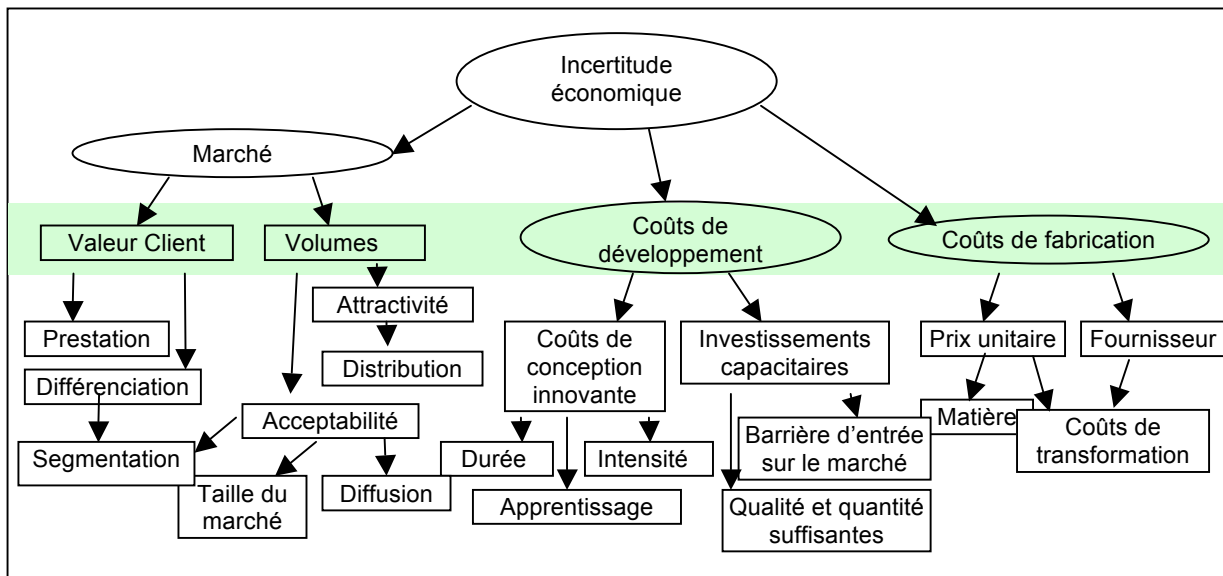 Incertitude
économique
Marché
Valeur Client
Volumes
Coûts de
développement
Coûts de fabrication
Attractivité
Prestation
Coûts de
conception
innovante
Investissements
capacitaires
Prix unitaire
Fournisseur
Distribution
Différenciation
Acceptabilité
Matière
Coûts de
transformation
Barrière d'entrée
sur le marché
Segmentation
Durée
Intensité
Taille du
marché
Diffusion
Apprentissage
Qualité et quantité
suffisantes